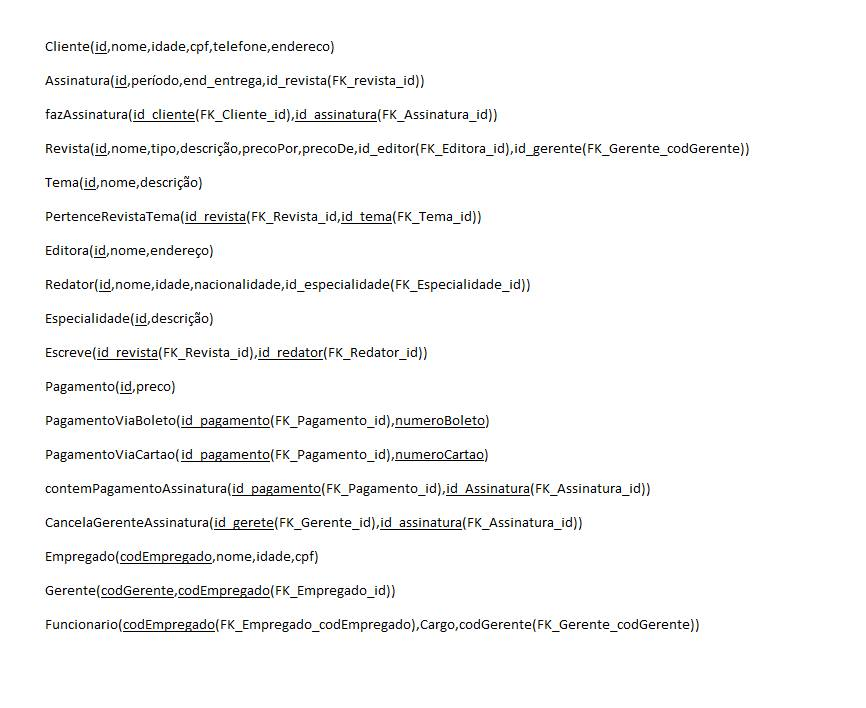 Cliente(id,nome,idade,cpf,telefone,endereco)
Assinatura(id,período,end_entrega,id_revista(FK_revista_id))
fazAssinatura(id_cliente(FK_Cliente_id),id_assinatura(FK_Assinatura_id))
Revista(id,nome,tipo,descrição,precoPor,precoDe,id_editor(FK_Editora_id),id_gerente(FK_Gerente_codGerente))
Tema(id,nome,descrição)
PertenceRevistaTema(id_revista(FK_Revista_id,id_tema(FK_Tema_id))
Editora(id,nome,endereço)
Redator(id,nome,idade,nacionalidade,id_especialidade(FK_Especialidade_id))
Especialidade(id,descrição)
Escreve(id_revista(FK_Revista_id),id_redator(FK_Redator_id))
Pagamento(id,preco)
PagamentoViaBoleto(id_pagamento(FK_Pagamento_id),numeroBoleto)
PagamentoViaCartao(id_pagamento(FK_Pagamento_id),numeroCartao)
contemPagamentoAssinatura(id_pagamento(FK_Pagamento_id),id_Assinatura(FK_Assinatura_id))
CancelaGerenteAssinatura(id_gerete(FK_Gerente_id),id_assinatura(FK_Assinatura_id))
Empregado(codEmpregado,nome,idade,cpf)
Gerente(codGerente,codEmpregado(FK_Empregado_id))
Funcionario(codEmpregado(FK_Empregado_codEmpregado),Cargo,codGerente(FK_Gerente_codGerente))